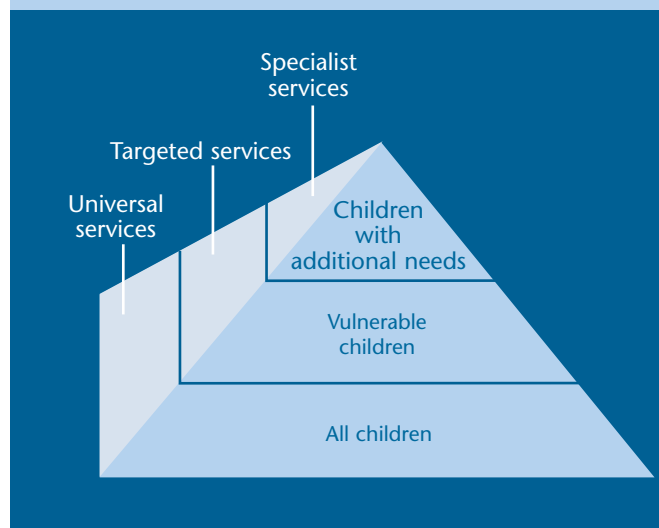 Specialist
services
Targeted services
Universal
services
Children
with
additional needs
Vulnerable
children
All children